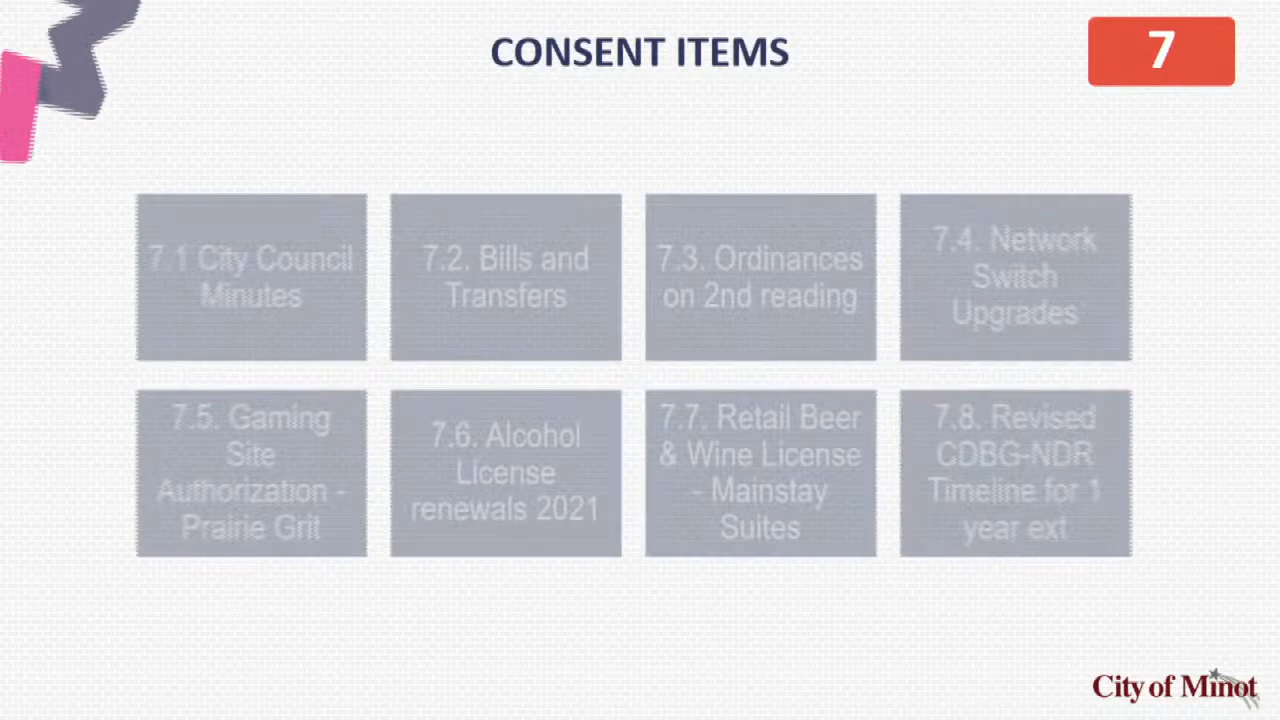 CONSENT ITEMS
7
7.1 City Council
Minutes
7.2. Bills and
Transfers
7.3. Ordinances
on 2nd reading
7.4. Network
Switch
Upgrades
7.5. Gaming
Site
Authorization -
Prairie Grit
7.6. Alcohol
License
renewals 2021
7.7. Retail Beer
& Wine License
- Mainstay
Suites
7.8. Revised
CDBG-NDR
Timeline for 1
year ext
City of Minot